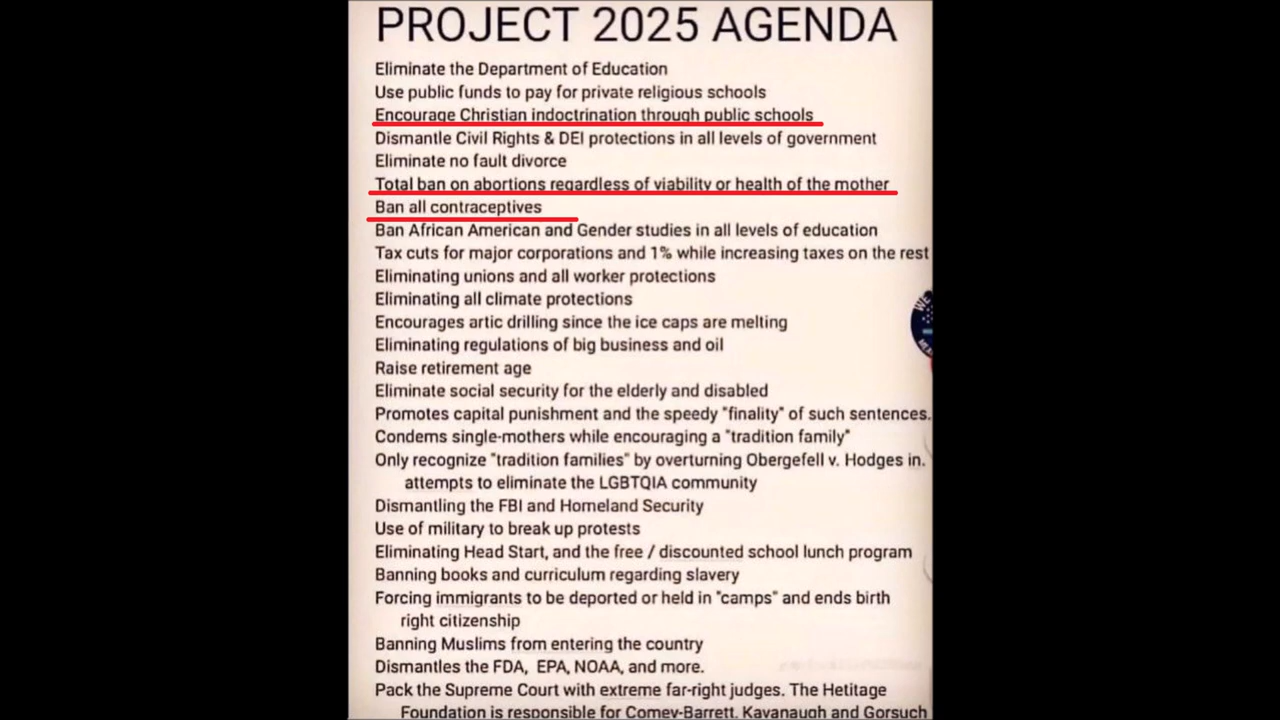 PROJECT 2025 AGENDA
Eliminate the Department of Education
Use public funds to pay for private religious schools
Encourage Christian indoctrination through public schools
Dismantle Civil Rights & DEI protections in all levels of government
Eliminate no fault divorce
Total ban on abortions regardless of viability or health of the mother
Ban all contraceptives
Ban African American and Gender studies in all levels of education
Tax cuts for major corporations and 1% while increasing taxes on the rest
Eliminating unions and all worker protections
Eliminating all climate protections
Encourages artic drilling since the ice caps are melting
Eliminating regulations of big business and oil
Raise retirement age
Eliminate social security for the elderly and disabled
Promotes capital punishment and the speedy "finality" of such sentences.
Condems single-mothers while encouraging a "tradition family"
Only recognize "tradition families" by overturning Obergefell v. Hodges in.
attempts to eliminate the LGBTQIA community
Dismantling the FBI and Homeland Security
Use of military to break up protests
Eliminating Head Start, and the free / discounted school lunch program
Banning books and curriculum regarding slavery
Forcing immigrants to be deported or held in "camps" and ends birth
right citizenship
Banning Muslims from entering the country
Dismantles the FDA, EPA, NOAA, and more.
Pack the Supreme Court with extreme far-right judges. The Hetitage
Foundation is responsible for Comey-Barrett, Kavanaugh and Gorsuch